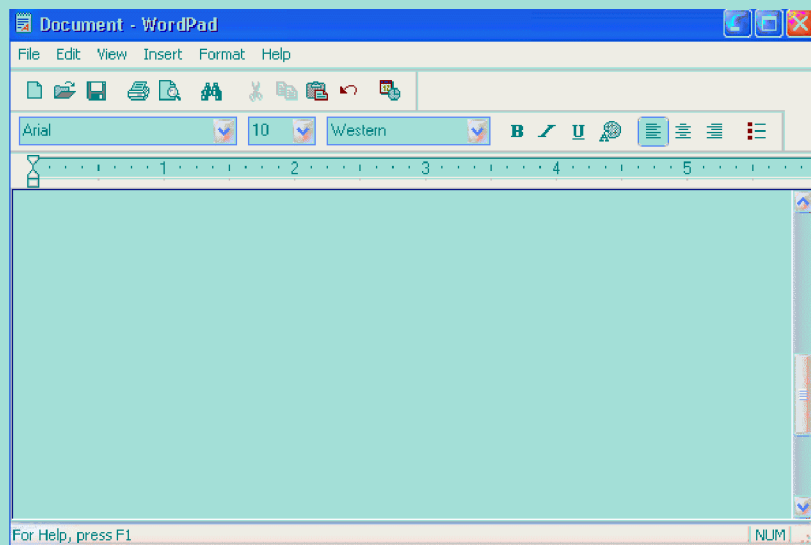 Document - WordPad
File Edit View Insert Format Help
Arial 10 Western B I U
1 2 3 4 5
For Help, press F1 NUM